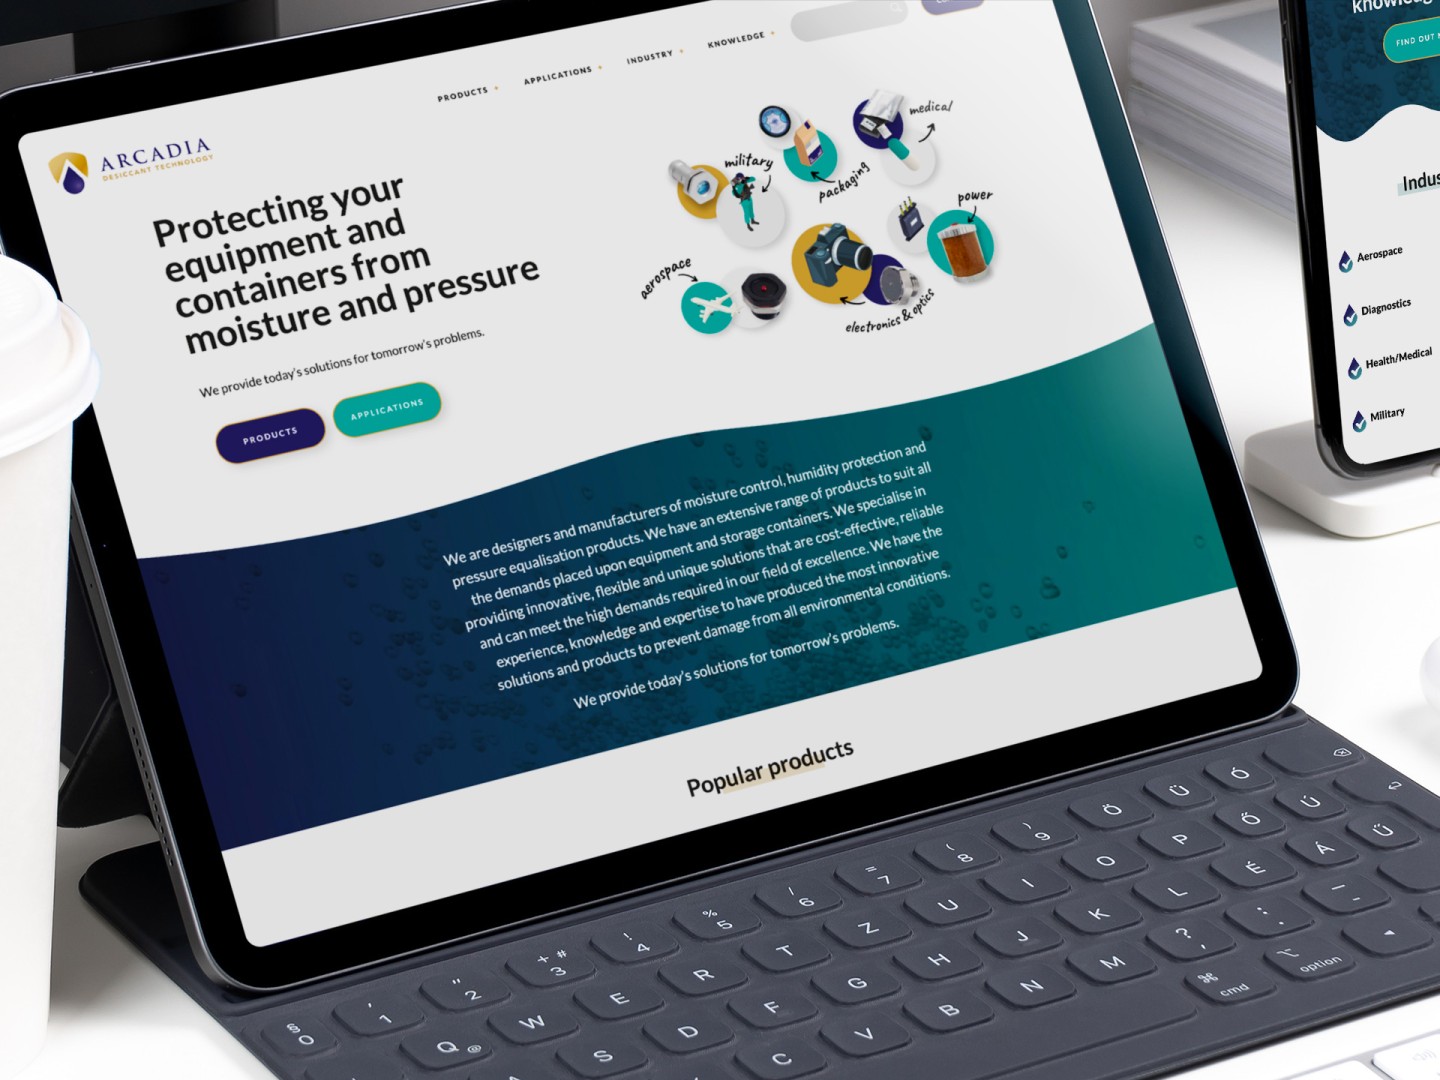 PRODUCTS + APPLICATIONS + INDUSTRY + KNOWLEDGE +
ARCADIA
DESICCANT TECHNOLOGY
Protecting your
equipment and
containers from
moisture and pressure
We provide today's solutions for tomorrow's problems.
PRODUCTS
APPLICATIONS
military
packaging
medical
power
aerospace
electronics & optics
We are designers and manufacturers of moisture control, humidity protection and
pressure equalisation products. We have an extensive range of products to suit all
the demands placed upon equipment and storage containers. We specialise in
providing innovative, flexible and unique solutions that are cost-effective, reliable
and can meet the high demands required in our field of excellence. We have the
experience, knowledge and expertise to have produced the most innovative
solutions and products to prevent damage from all environmental conditions.
We provide today's solutions for tomorrow's problems.
Popular products
FIND OUT
Aerospace
Diagnostics
Health/Medical
Military
§ 0 ' 1 " 2 + # 3 ! 4 % 5 / 6 = 7 ( 8 ) 9 Ö Ü Ó
Q @ W E R T Z U I O P Ő Ú
S D F G H J K L É Á Ű
C V B N M ? , : . _ -
⌘ cmd ⌥ option